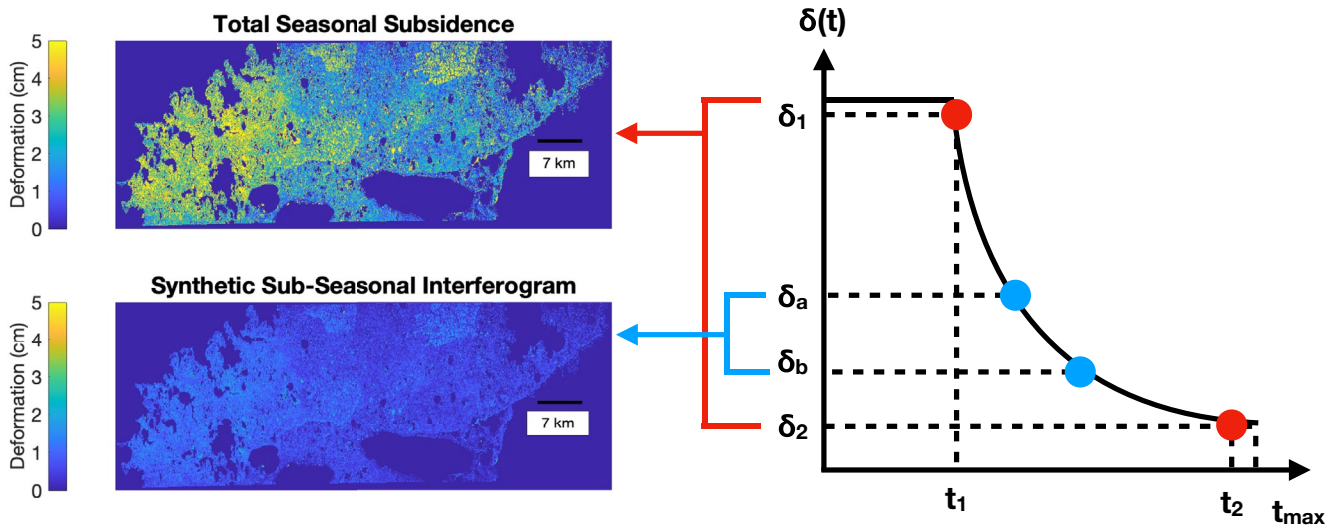 Total Seasonal Subsidence
Deformation (cm)
5
4
3
2
1
0
7 km
Synthetic Sub-Seasonal Interferogram
Deformation (cm)
5
4
3
2
1
0
7 km
δ(t)
δ₁
δₐ
δb
δ₂
t₁
t₂
tmax